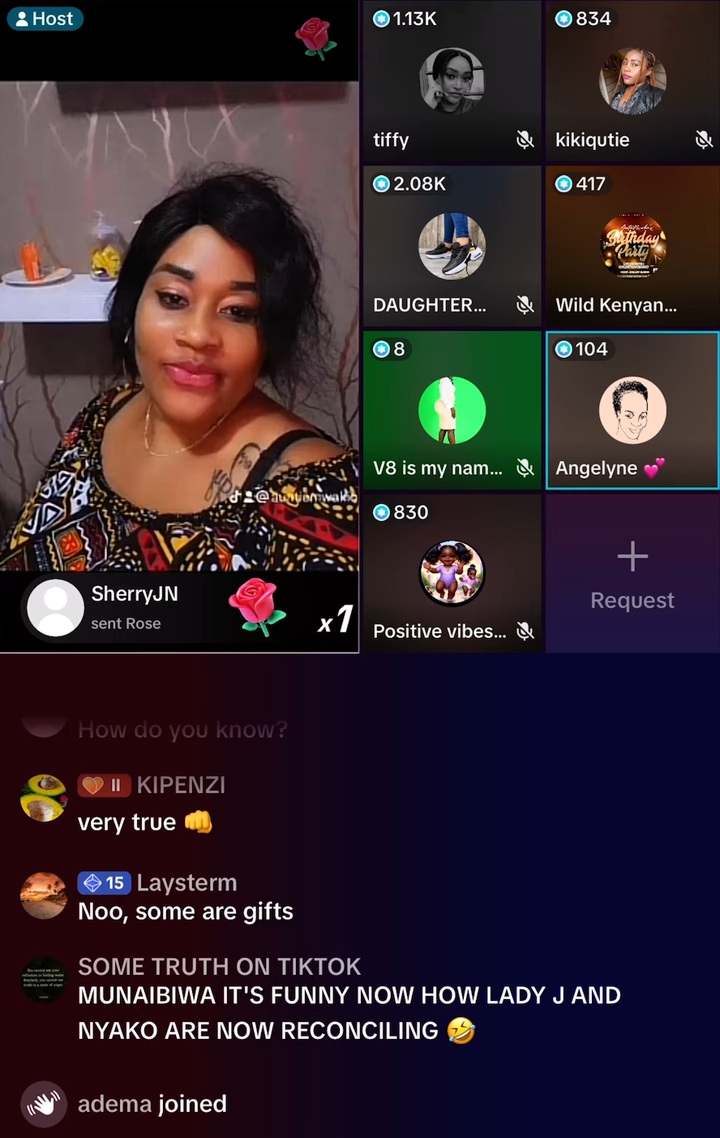 Host
1.13K
tiffy
834
kikiqutie
2.08K
DAUGHTER...
417
Birthday
Party
Wild Kenyan...
8
V8 is my nam...
104
Angelyne 💕
830
Positive vibes...
+
Request
SherryJN
sent Rose
x1
How do you know?
II KIPENZI
very true 👊
15 Laysterm
Noo, some are gifts
SOME TRUTH ON TIKTOK
MUNAIBIWA IT'S FUNNY NOW HOW LADY J AND
NYAKO ARE NOW RECONCILING 🤣
adema joined